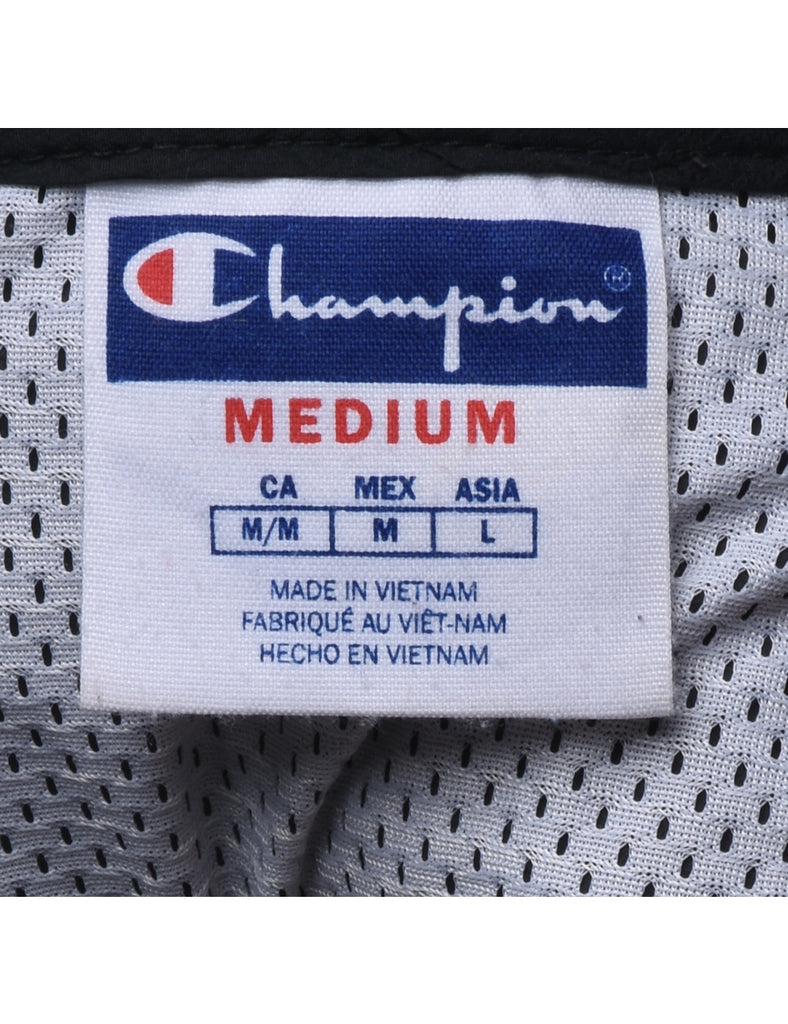 Champion®
MEDIUM
CA MEX ASIA
M/M M L
MADE IN VIETNAM
FABRIQUÉ AU VIÊT-NAM
HECHO EN VIETNAM